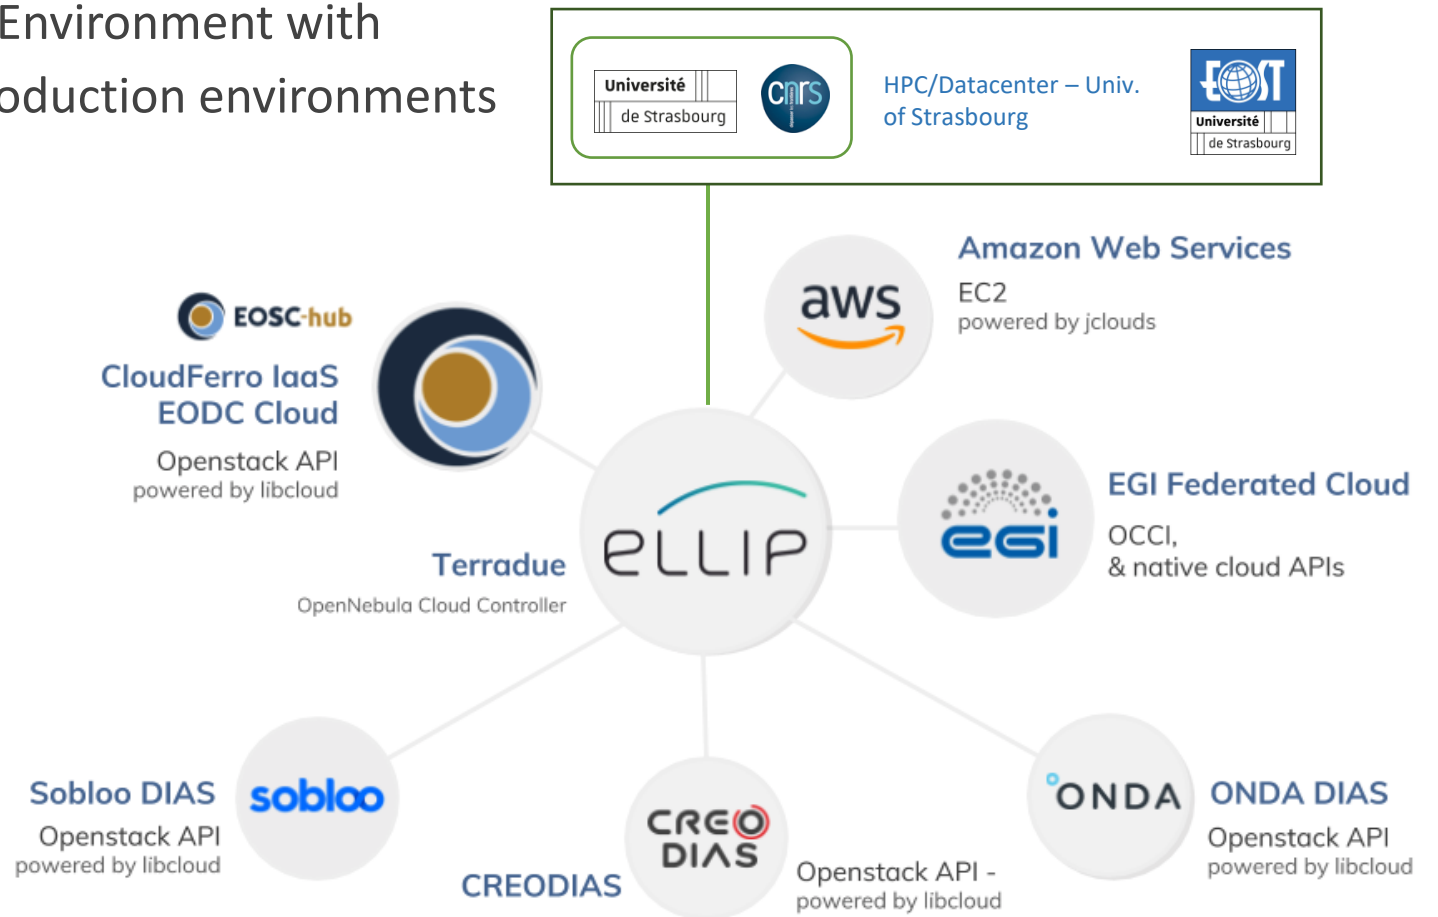 Environment with
oduction environments
Université
de Strasbourg
cnrs
HPC/Datacenter – Univ.
of Strasbourg
EOST
Université
de Strasbourg
aws
Amazon Web Services
EC2
powered by jclouds
EOSC-hub
CloudFerro IaaS
EODC Cloud
Openstack API
powered by libcloud
ELLIP
Terradue
OpenNebula Cloud Controller
egi
EGI Federated Cloud
OCCI,
& native cloud APIs
Sobloo DIAS
Openstack API
powered by libcloud
sobloo
CREODIAS
CREO
DIAS
Openstack API -
powered by libcloud
ONDA
ONDA DIAS
Openstack API
powered by libcloud